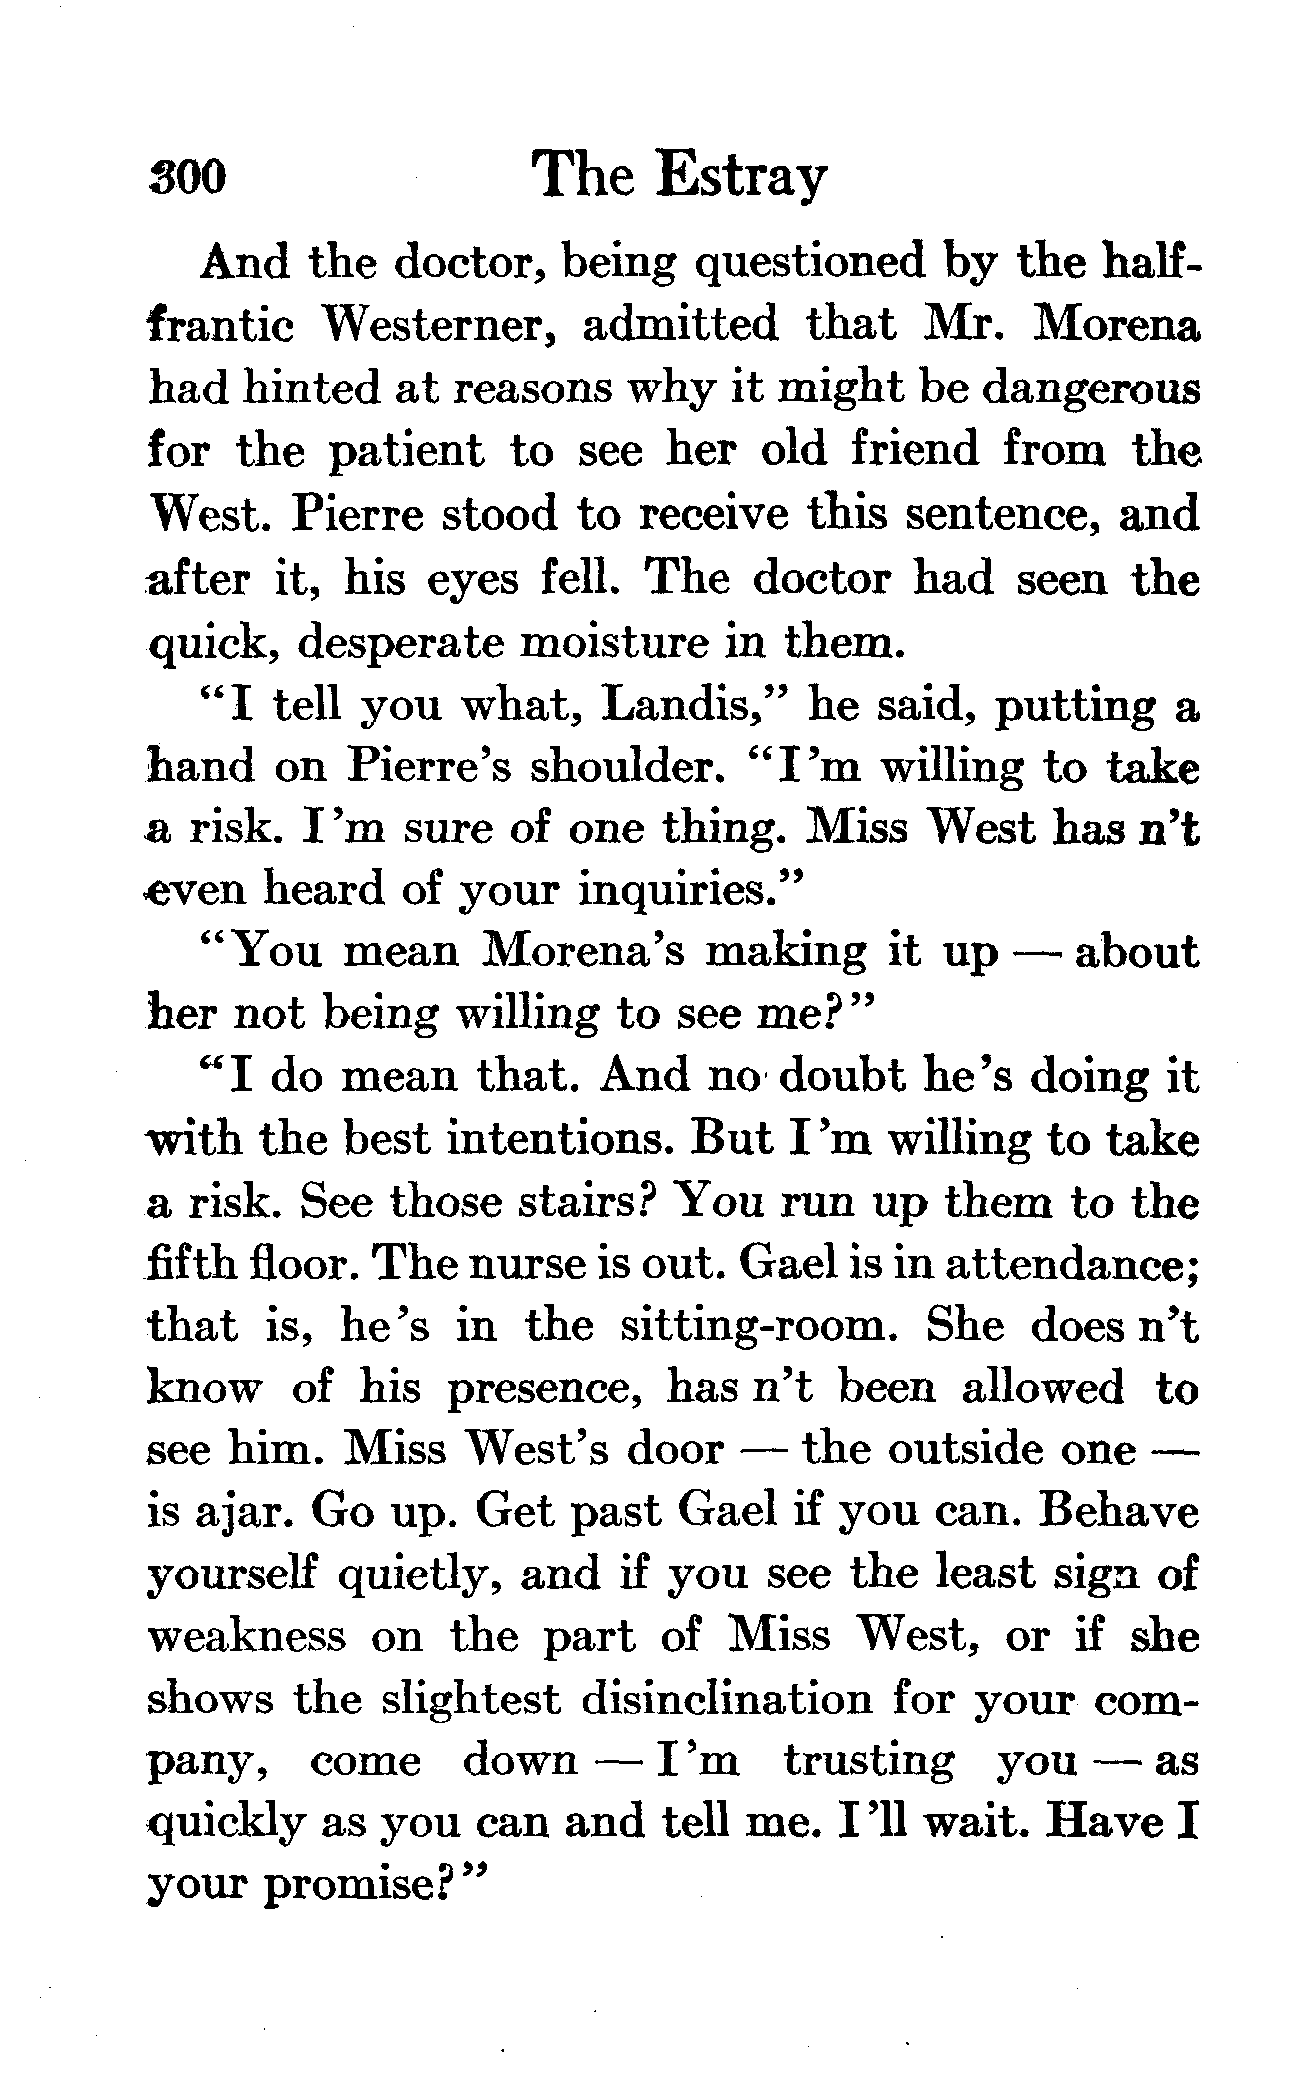 300 The Estray
And the doctor, being questioned by the half-
frantic Westerner, admitted that Mr. Morena
had hinted at reasons why it might be dangerous
for the patient to see her old friend from the
West. Pierre stood to receive this sentence, and
after it, his eyes fell. The doctor had seen the
quick, desperate moisture in them.
"I tell you what, Landis," he said, putting a
hand on Pierre's shoulder. "I'm willing to take
a risk. I'm sure of one thing. Miss West has n't
even heard of your inquiries."
"You mean Morena's making it up — about
her not being willing to see me?"
"I do mean that. And no doubt he's doing it
with the best intentions. But I'm willing to take
a risk. See those stairs? You run up them to the
fifth floor. The nurse is out. Gael is in attendance;
that is, he's in the sitting-room. She does n't
know of his presence, has n't been allowed to
see him. Miss West's door — the outside one —
is ajar. Go up. Get past Gael if you can. Behave
yourself quietly, and if you see the least sign of
weakness on the part of Miss West, or if she
shows the slightest disinclination for your com-
pany, come down — I'm trusting you — as
quickly as you can and tell me. I'll wait. Have I
your promise?"